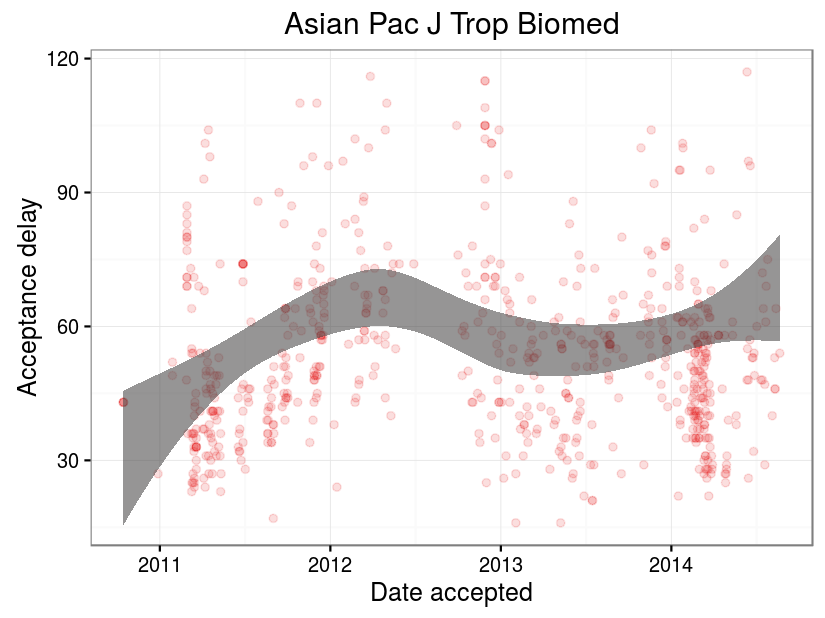 Asian Pac J Trop Biomed
Acceptance delay
120
90
60
30
2011 2012 2013 2014
Date accepted